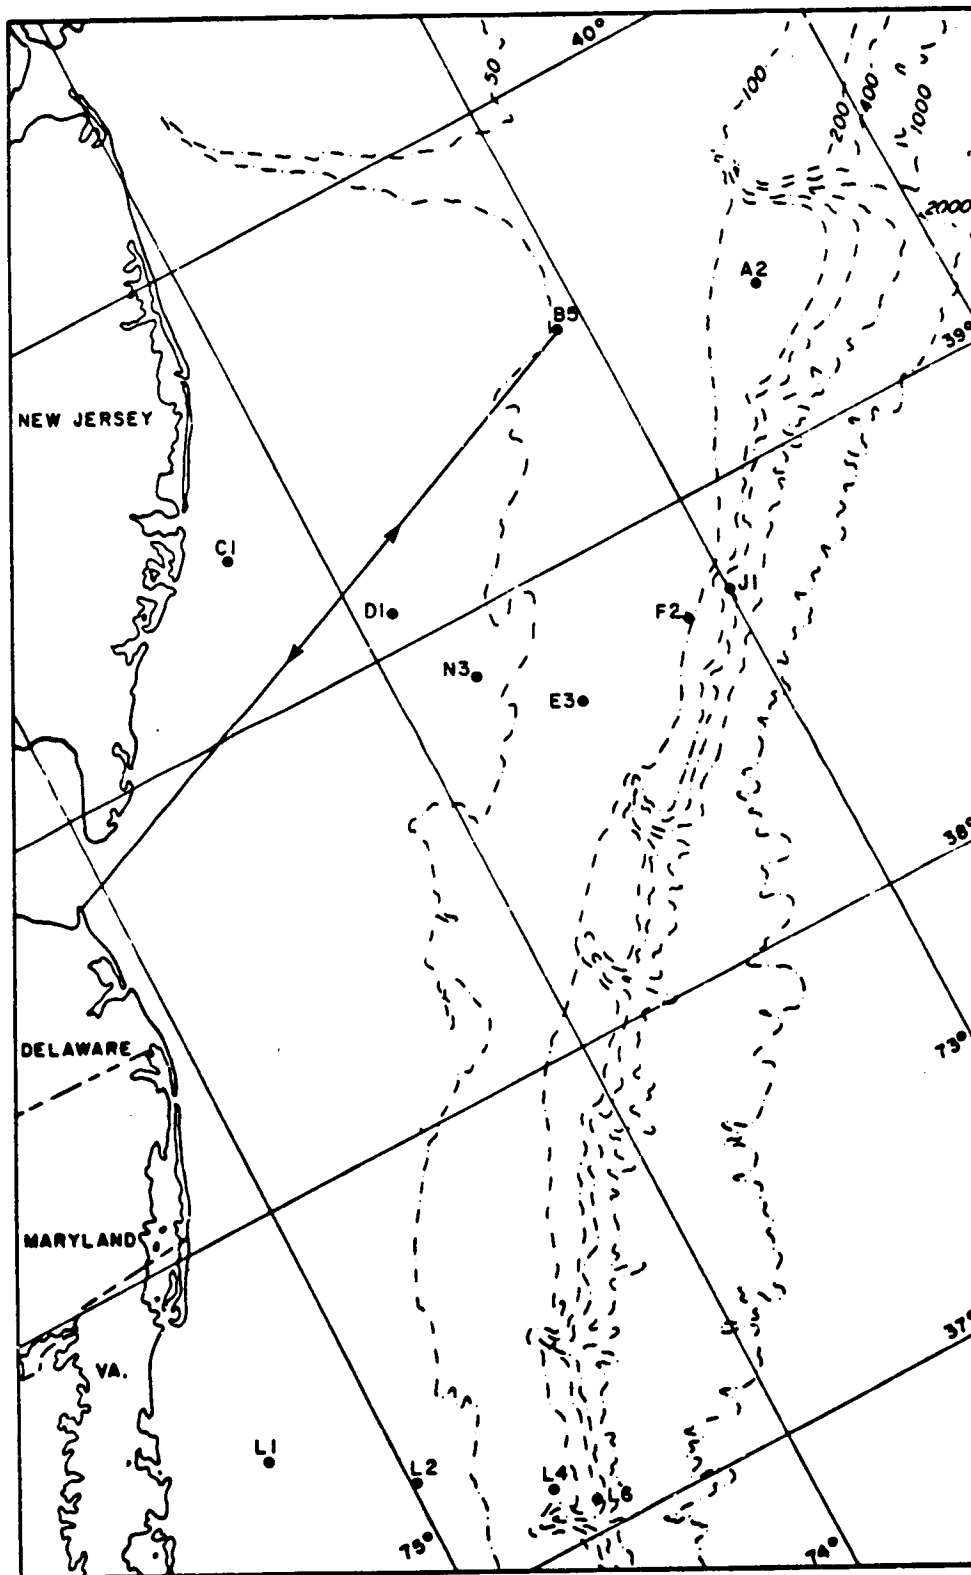 40°
50
100
200
400
1000
2000
A2
B5
39°
NEW JERSEY
C1
D1
J1
F2
N3
E3
38°
73°
DELAWARE
MARYLAND
37°
VA.
L1
L2
L4
L6
75°
74°